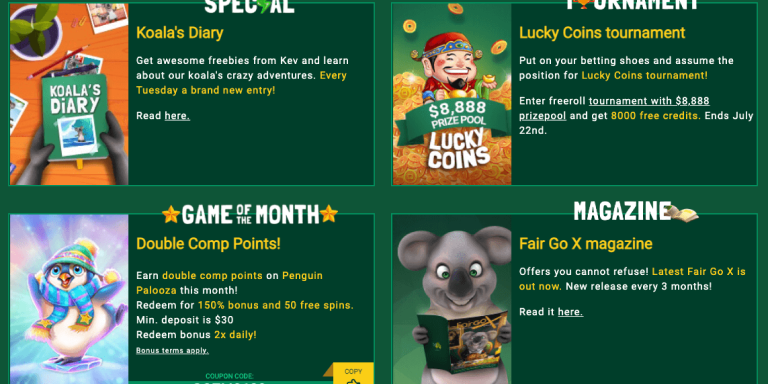 SPECIAL
Koala's Diary
Get awesome freebies from Kev and learn
about our koala's crazy adventures. Every
Tuesday a brand new entry!
Read here.
KOALA'S
DIARY
TOURNAMENT
Lucky Coins tournament
Put on your betting shoes and assume the
position for Lucky Coins tournament!
Enter freeroll tournament with $8,888
prizepool and get 8000 free credits. Ends July
22nd.
$8,888
PRIZE POOL
LUCKY
COINS
GAME OF THE MONTH
Double Comp Points!
Earn double comp points on Penguin
Palooza this month!
Redeem for 150% bonus and 50 free spins.
Min. deposit is $30
Redeem bonus 2x daily!
Bonus terms apply.
COUPON CODE:
COPY
MAGAZINE
Fair Go X magazine
Offers you cannot refuse! Latest Fair Go X is
out now. New release every 3 months!
Read it here.